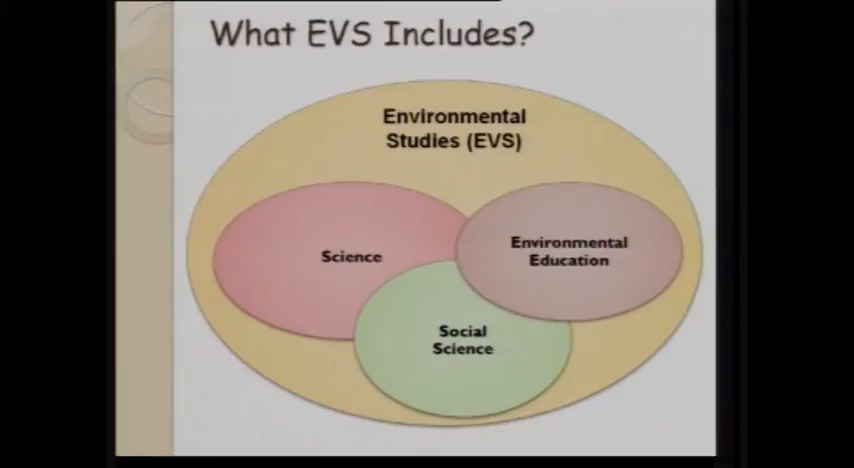 What EVS Includes?
Environmental
Studies (EVS)
Science
Environmental
Education
Social
Science